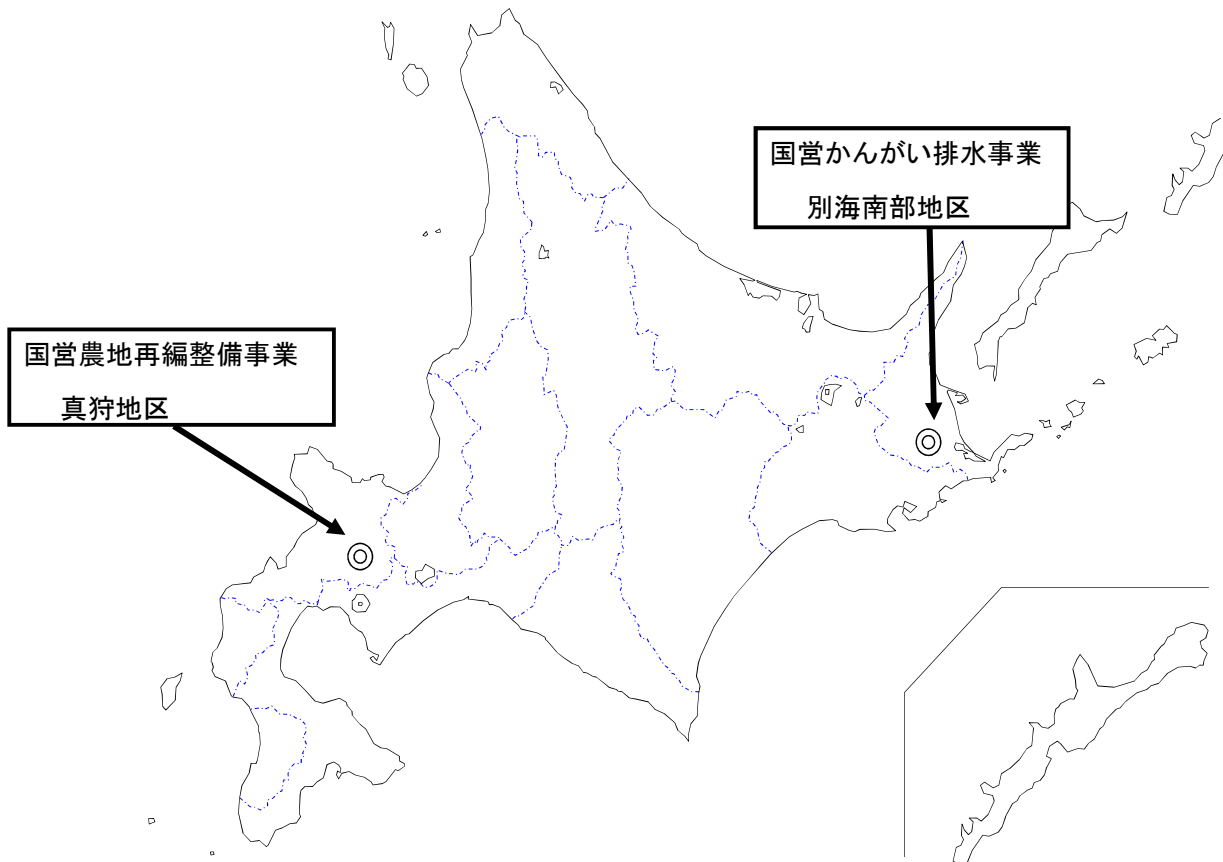 国営かんがい排水事業
別海南部地区
国営農地再編整備事業
真狩地区